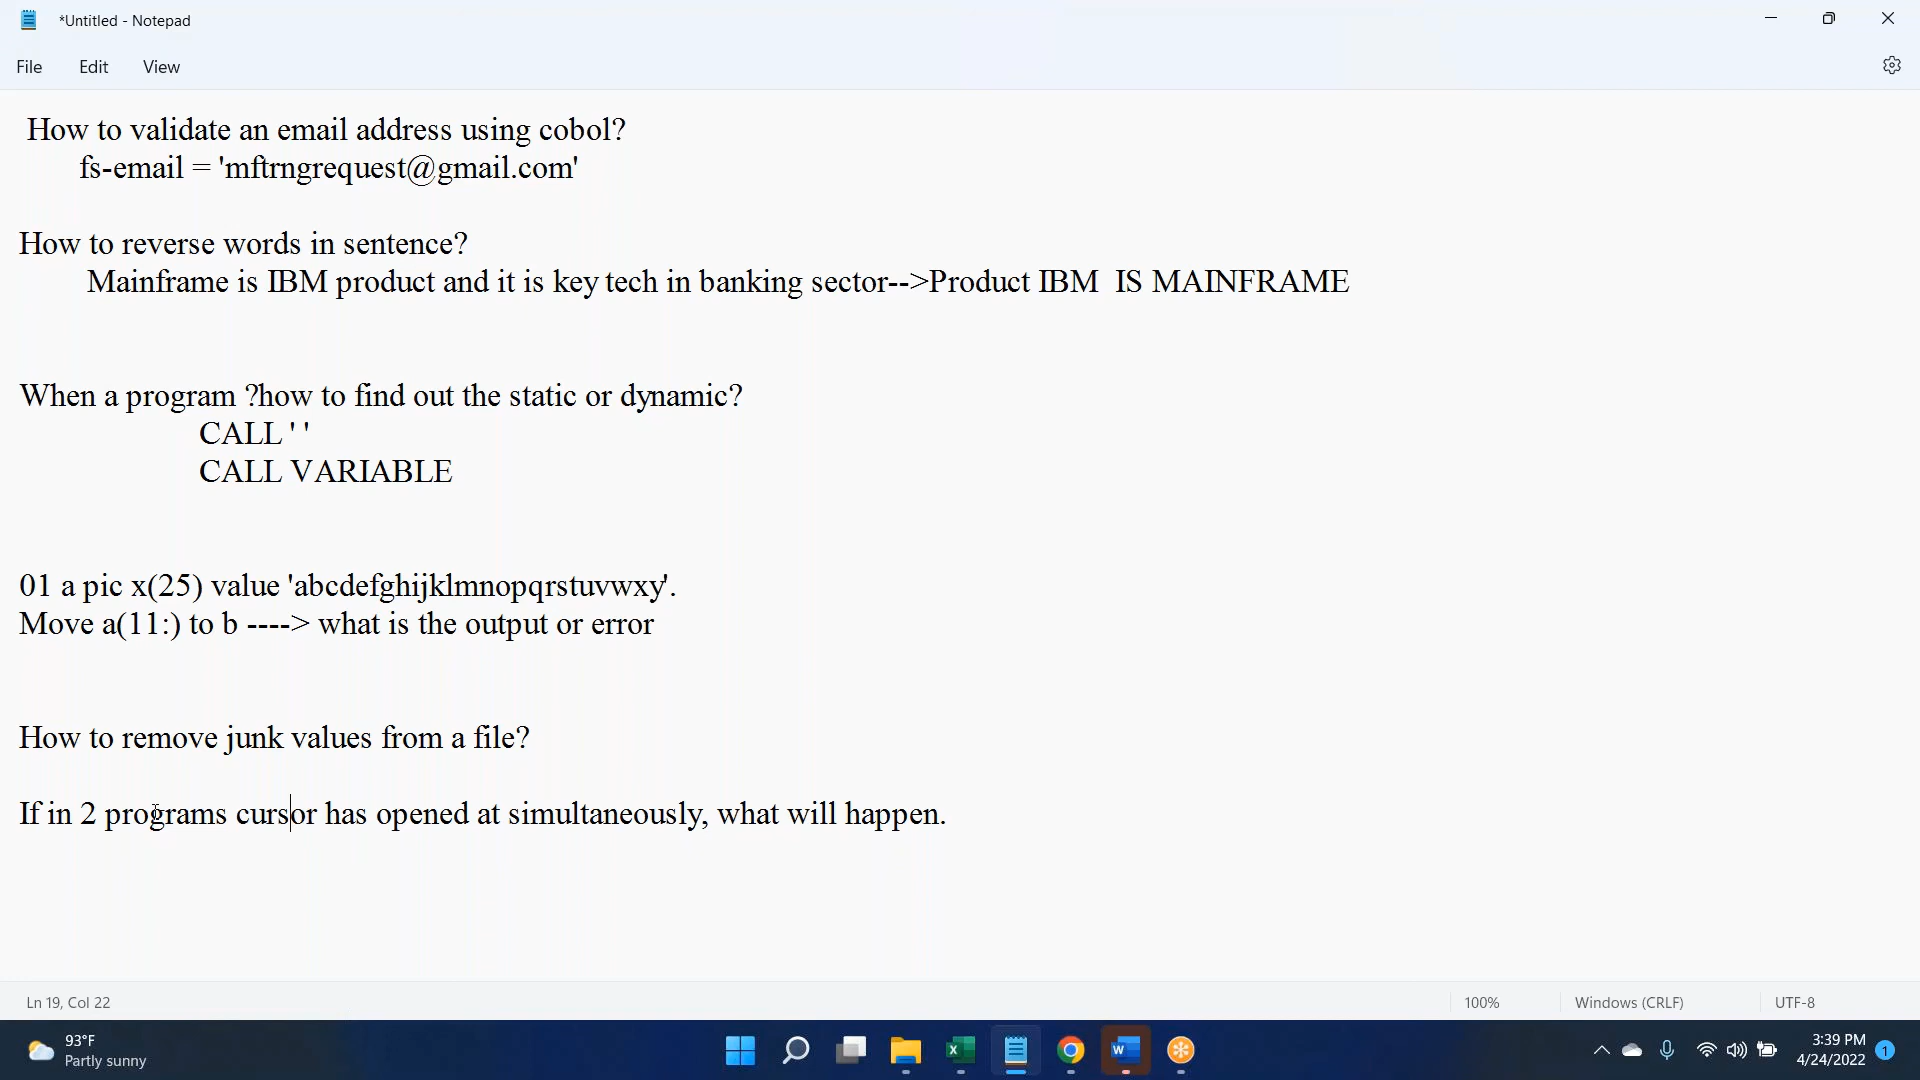 *Untitled - Notepad
File Edit View
How to validate an email address using cobol?
fs-email = 'mftrngrequest@gmail.com'
How to reverse words in sentence?
Mainframe is IBM product and it is key tech in banking sector-->Product IBM  IS MAINFRAME
When a program ?how to find out the static or dynamic?
CALL ' '
CALL VARIABLE
01 a pic x(25) value 'abcdefghijklmnopqrstuvwxy'.
Move a(11:) to b ----> what is the output or error
How to remove junk values from a file?
If in 2 programs cursor has opened at simultaneously, what will happen.
Ln 19, Col 22 100% Windows (CRLF) UTF-8
93°F
Partly sunny
3:39 PM
4/24/2022
1